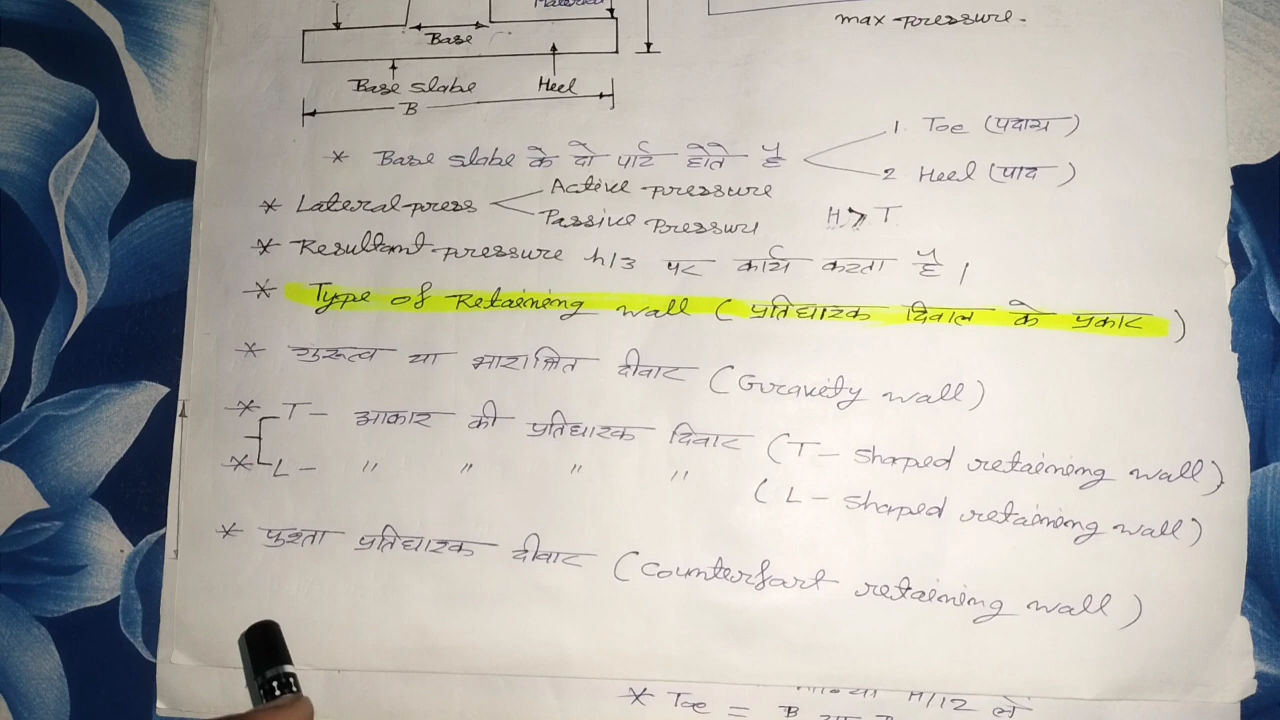 Material
max pressure.
Base
Base slabe
Heel
B
1. Toe (पदाग्र)
* Base slabe के दो पार्ट होते है
2 Heel (पाद)
Active pressure
* Lateral press
Passive Pressure
H > T
* Resultant pressure h/3 पर कार्य करता है।
* Type of Retaining wall (प्रतिधारक दिवाल के प्रकार)
* गुरुत्व या भाराश्रित दीवार (Gravity wall)
* T- आकार की प्रतिधारक दिवार (T- shaped retaining wall)
* L- " " " " (L- shaped retaining wall)
* पुश्ता प्रतिधारक दीवार (Counterfort retaining wall)
H/12 ले
* Toe = B